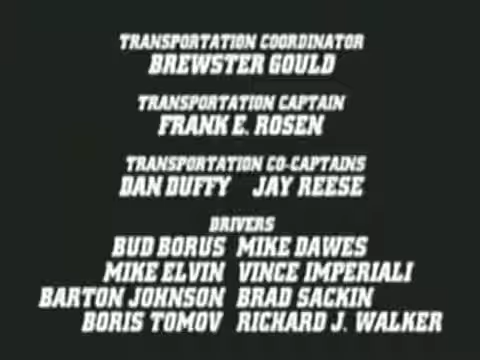 TRANSPORTATION COORDINATOR
BREWSTER GOULD
TRANSPORTATION CAPTAIN
FRANK E. ROSEN
TRANSPORTATION CO-CAPTAINS
DAN DUFFY JAY REESE
DRIVERS
BUD BORUS MIKE DAWES
MIKE ELVIN VINCE IMPERIALI
BARTON JOHNSON BRAD SACKIN
BORIS TOMOV RICHARD J. WALKER